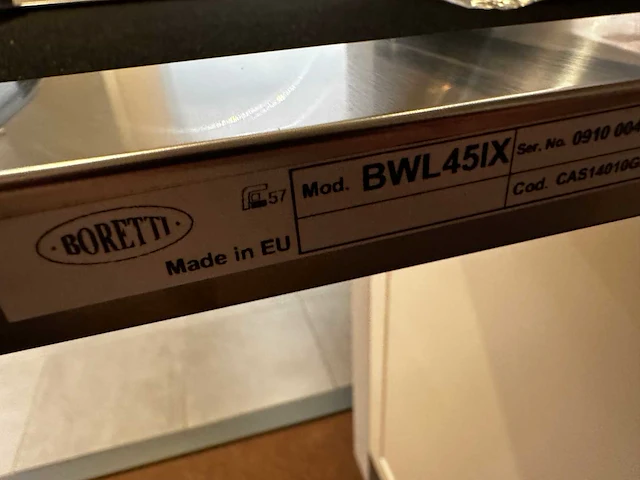 ·BORETTI·
57
Made in EU
Mod. BWL45IX
Ser. No. 0910 004
Cod. CAS14010G